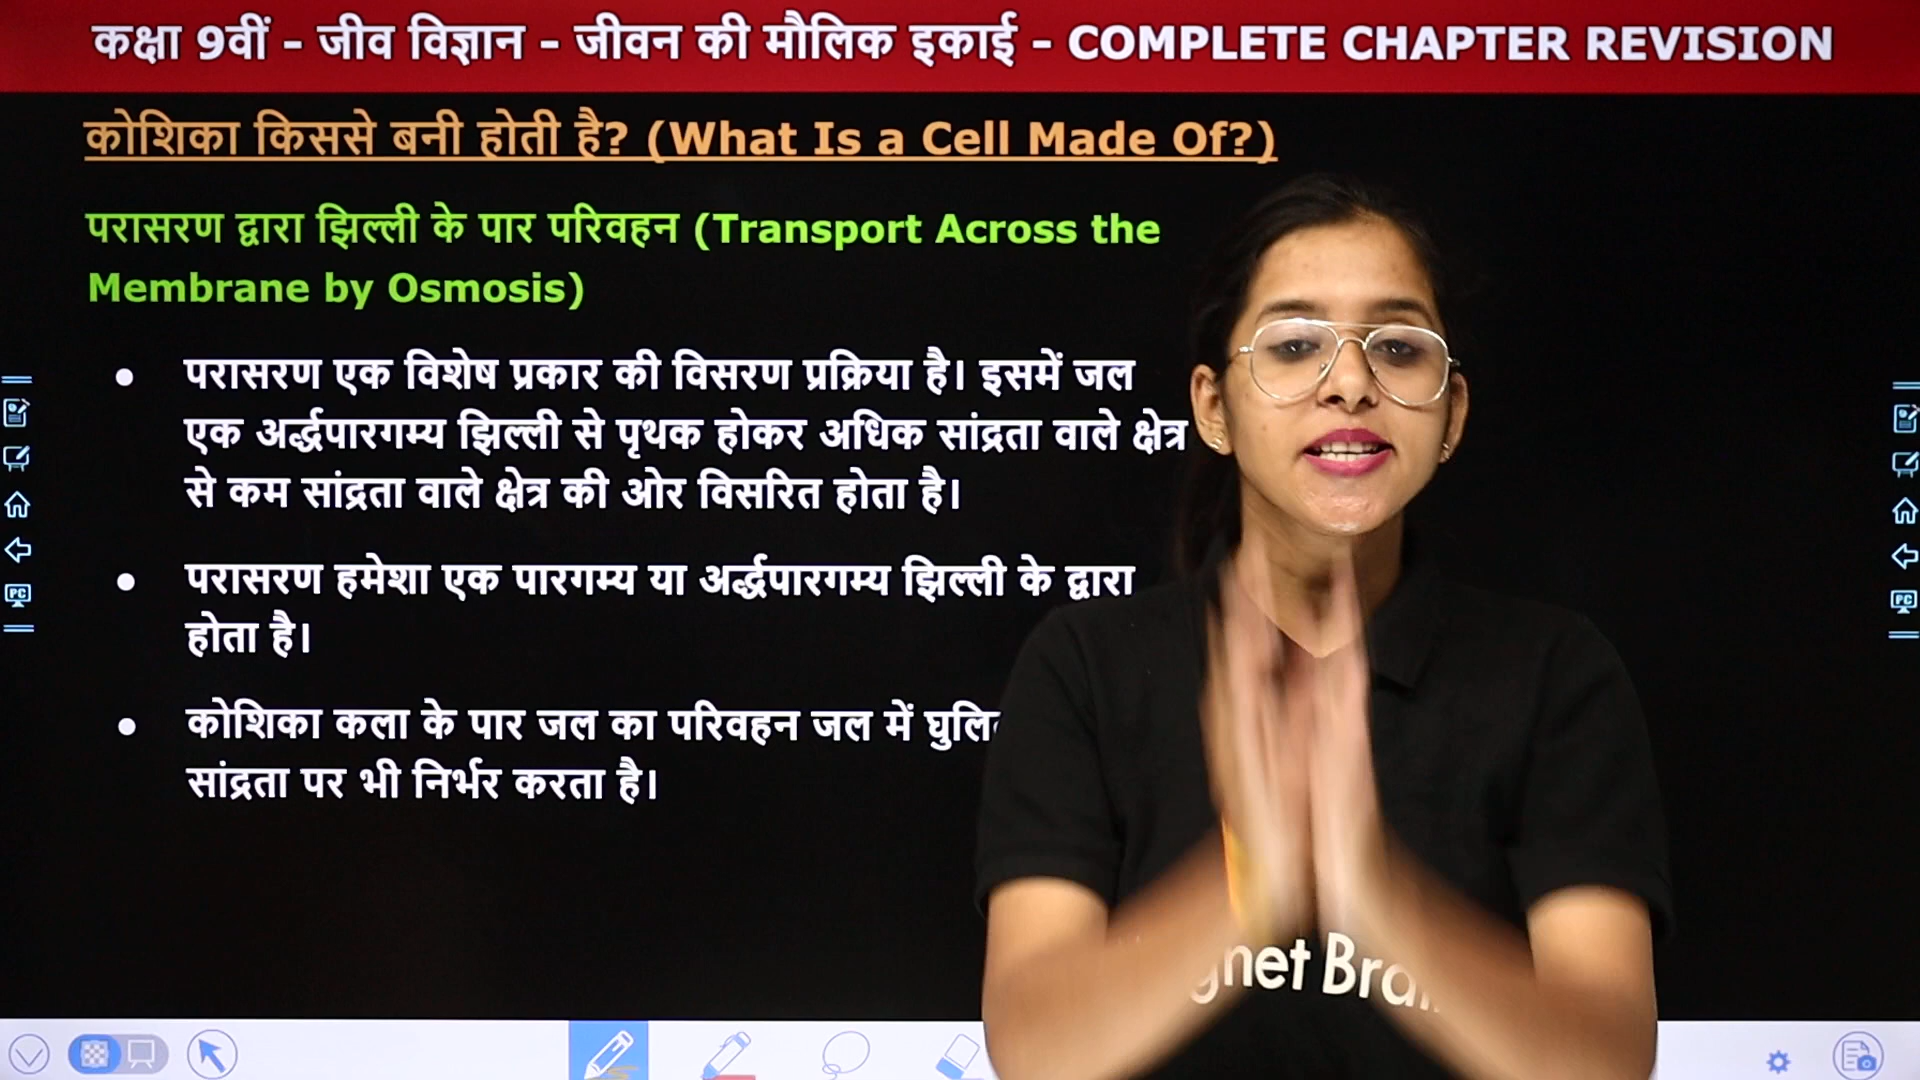 कक्षा 9वीं - जीव विज्ञान - जीवन की मौलिक इकाई - COMPLETE CHAPTER REVISION
कोशिका किससे बनी होती है? (What Is a Cell Made Of?)
परासरण द्वारा झिल्ली के पार परिवहन (Transport Across the
Membrane by Osmosis)
• परासरण एक विशेष प्रकार की विसरण प्रक्रिया है। इसमें जल
एक अर्द्धपारगम्य झिल्ली से पृथक होकर अधिक सांद्रता वाले क्षेत्र
से कम सांद्रता वाले क्षेत्र की ओर विसरित होता है।
• परासरण हमेशा एक पारगम्य या अर्द्धपारगम्य झिल्ली के द्वारा
होता है।
• कोशिका कला के पार जल का परिवहन जल में
सांद्रता पर भी निर्भर करता है।
PC
PC